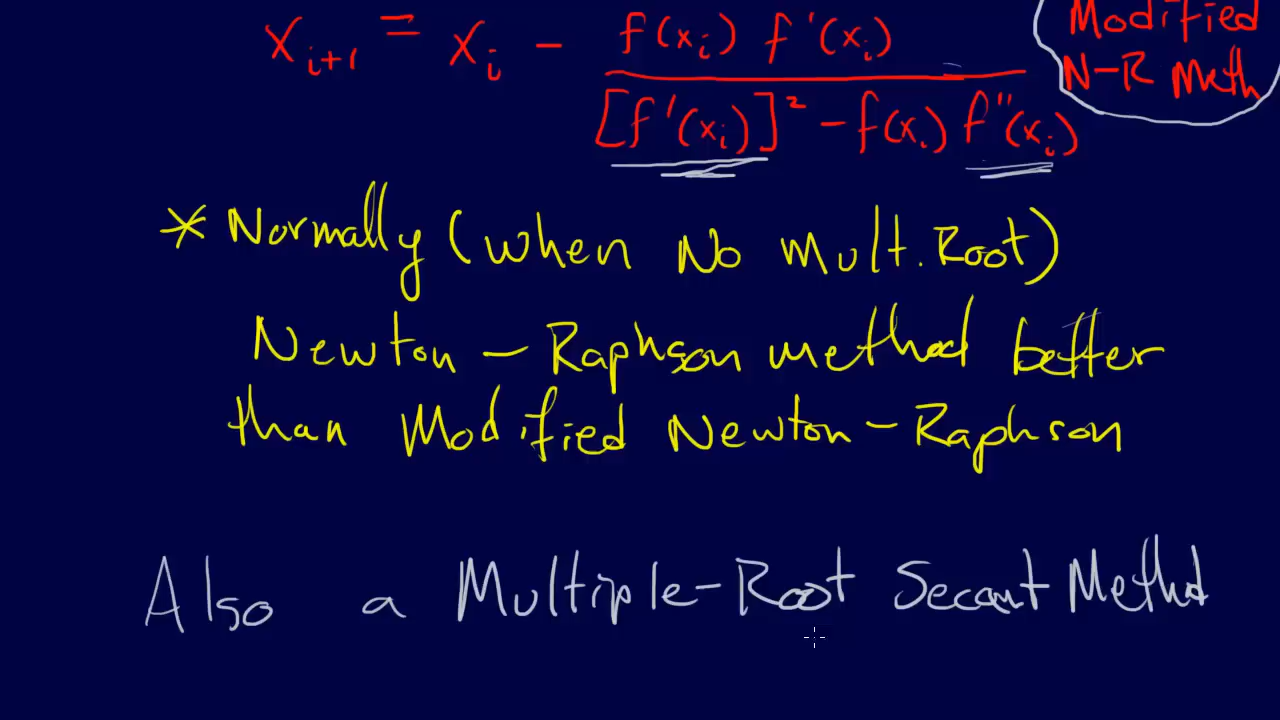 Modified
x_{i+1} = x_i - \frac{f(x_i) f'(x_i)}{[f'(x_i)]^2 - f(x_i) f''(x_i)}
N-R Meth
* Normally (when No mult. Root)
Newton - Raphson method better
than Modified Newton - Raphson
Also a Multiple-Root Secant Method